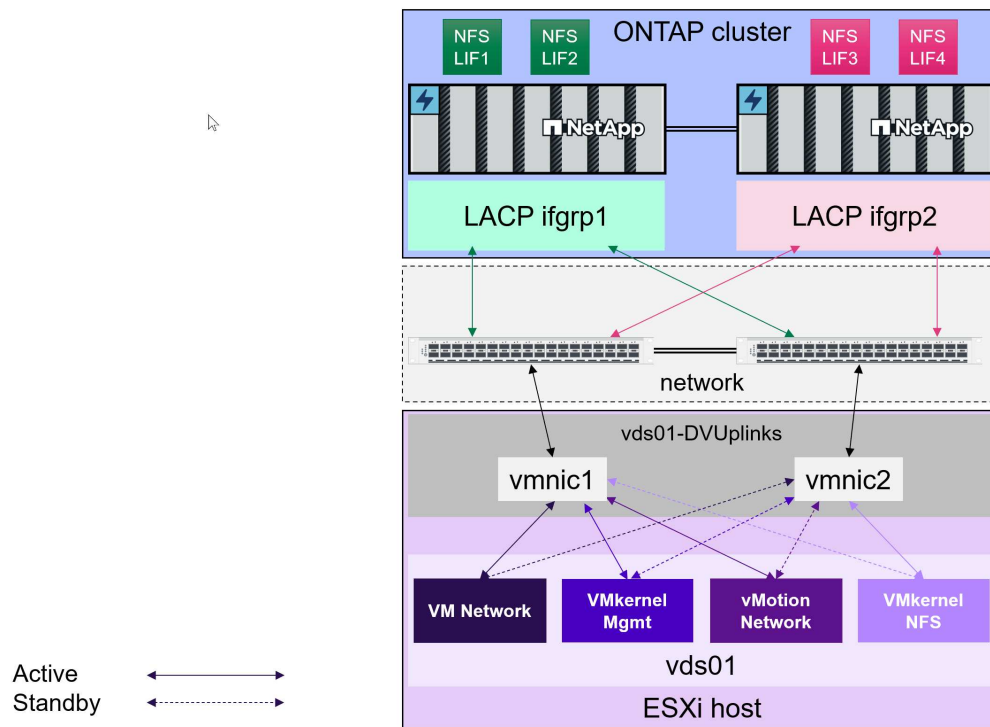 ONTAP cluster
NFS
LIF1
NFS
LIF2
NFS
LIF3
NFS
LIF4
NetApp
NetApp
LACP ifgrp1
LACP ifgrp2
network
vds01-DVUplinks
vmnic1
vmnic2
VM Network
VMkernel
Mgmt
vMotion
Network
VMkernel
NFS
vds01
ESXi host
Active
Standby